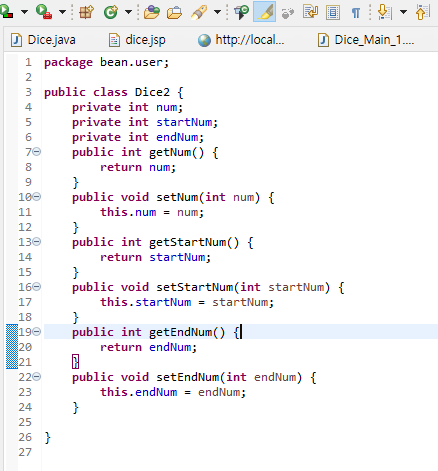 Dice.java dice.jsp http://local... Dice_Main_1....
1 package bean.user;
2
3 public class Dice2 {
4 private int num;
5 private int startNum;
6 private int endNum;
7 public int getNum() {
8 return num;
9 }
10 public void setNum(int num) {
11 this.num = num;
12 }
13 public int getStartNum() {
14 return startNum;
15 }
16 public void setStartNum(int startNum) {
17 this.startNum = startNum;
18 }
19 public int getEndNum() {
20 return endNum;
21 }
22 public void setEndNum(int endNum) {
23 this.endNum = endNum;
24 }
25
26 }
27